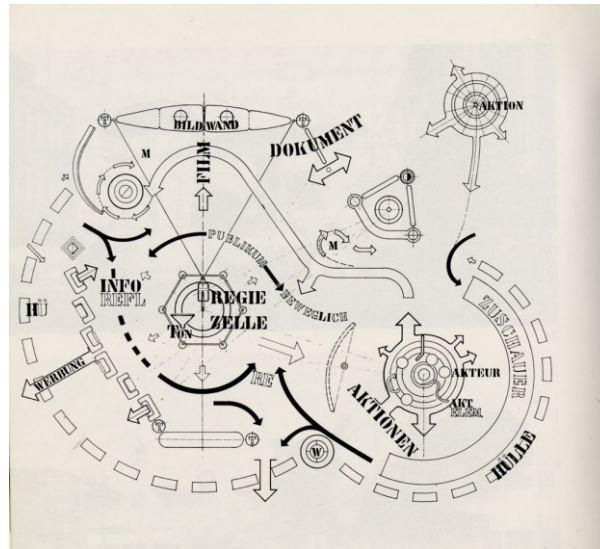 BILDWAND
AKTION
M
FILM
DOKUMENT
M
PUBLIKUM
BEWEGLICH
INFO
REFL
REGIE
ZELLE
HÜ
TON
ZUSCHAUER
WERBUNG
RE
AKTEUR
AKT
ELEM.
AKTIONEN
HÜLLE
W